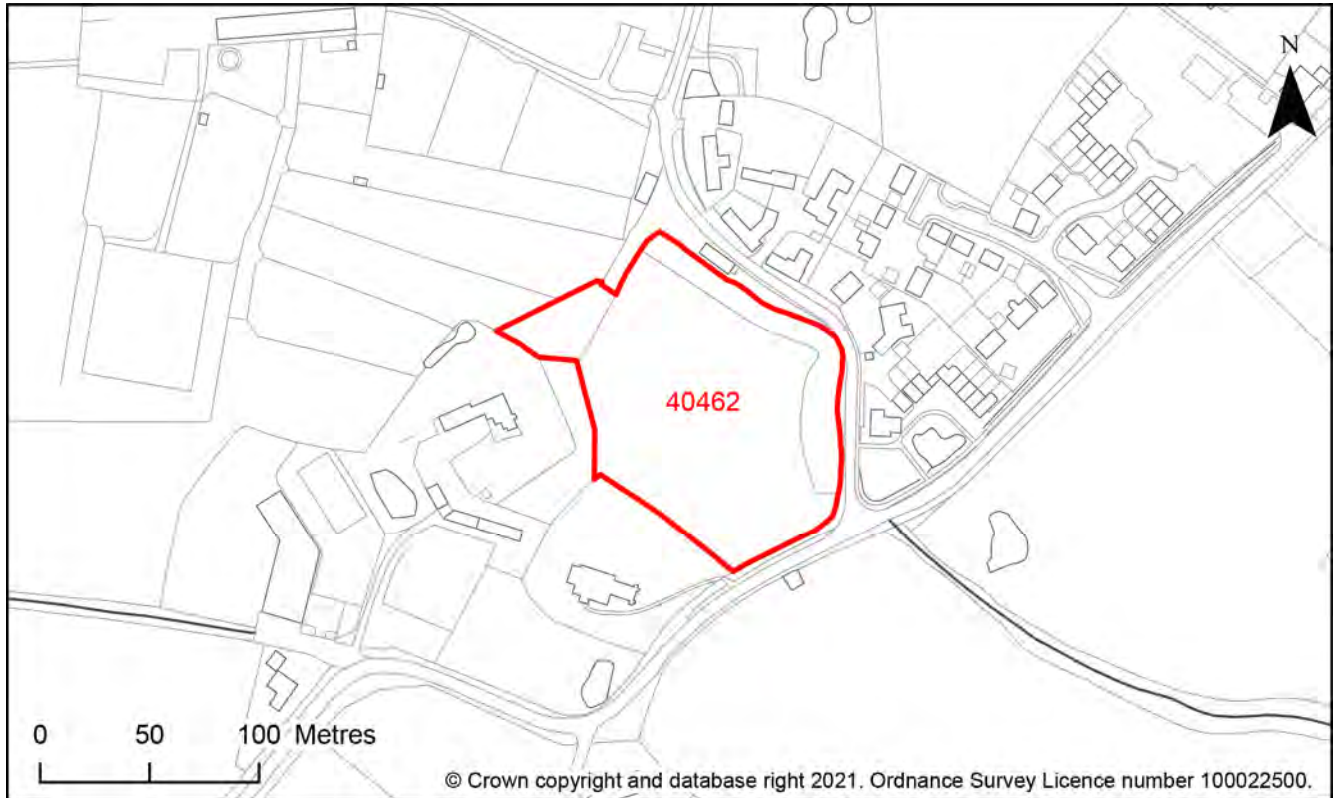 N
40462
0 50 100 Metres
© Crown copyright and database right 2021. Ordnance Survey Licence number 100022500.